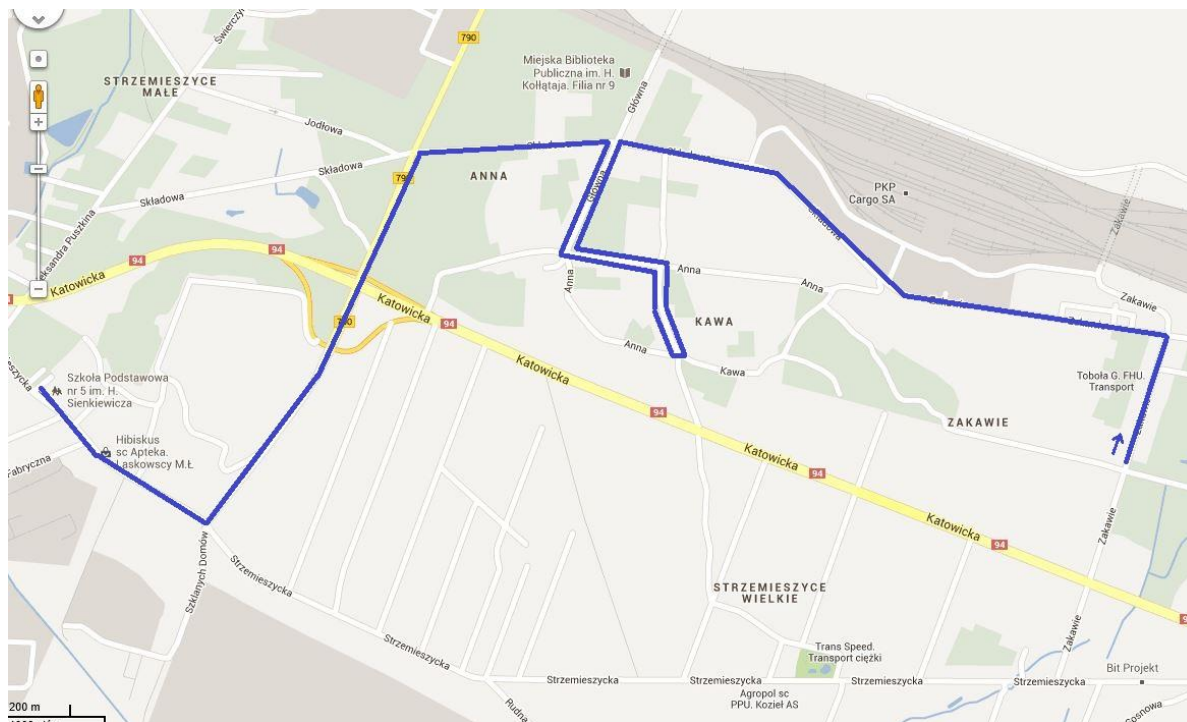 790
Świerczy
Miejska Biblioteka
Publiczna im. H.
Kołłątaja. Filia nr 9
Główna
STRZEMIESZYCE
MAŁE
Jodłowa
Składowa
Składowa
ANNA
Główna
Składowa
PKP
Cargo SA
Zakawie
Składowa
Aleksandra Puszkina
94
Katowicka
94
Katowicka
94
Anna
Anna
Anna
Zakawie
KAWA
Anna
Kawa
Katowicka
Toboła G. FHU.
Transport
Szkoła Podstawowa
nr 5 im. H.
Sienkiewicza
Hibiskus
sc Apteka.
Laskowscy M.Ł
Fabryczna
94
ZAKAWIE
Katowicka
94
Katowicka
94
Zakawie
Szklanych Domów
Strzemieszycka
STRZEMIESZYCE
WIELKIE
Zakawie
Strzemieszycka
Trans Speed.
Transport ciężki
Strzemieszycka
Strzemieszycka
Strzemieszycka
Strzemieszycka
Bit Projekt
Agropol sc
PPU. Kozieł AS
Rudna
Sosnowa
200 m